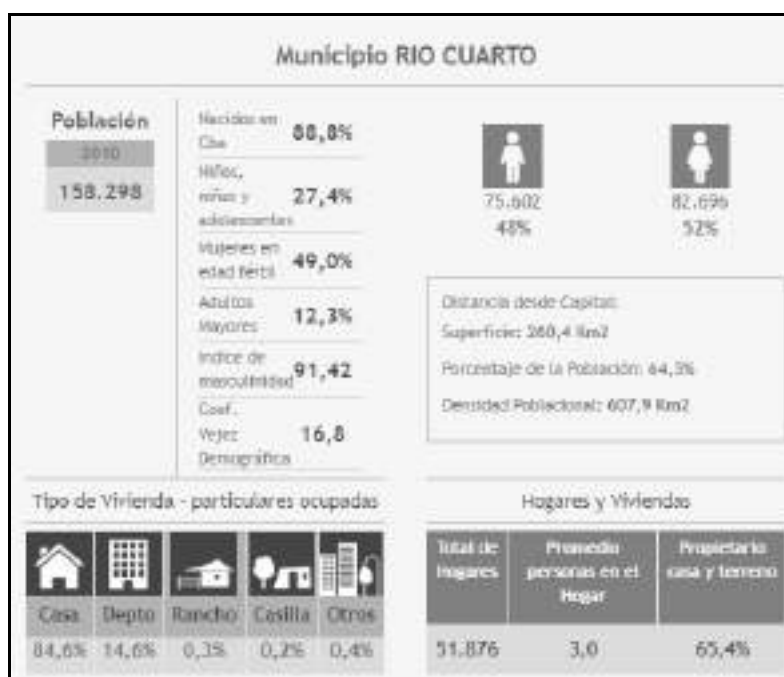 Municipio RIO CUARTO
Población
2010
158.298
Nacidos en
Cba
88,8%
Niños,
niñas y
adolescentes
27,4%
Mujeres en
edad fértil
49,0%
Adultos
Mayores
12,3%
Indice de
masculinidad
91,42
Coef.
Vejez
Demográfica
16,8
75.602
48%
82.696
52%
Distancia desde Capital:
Superficie: 260,4 Km2
Porcentaje de la Población: 64,3%
Densidad Poblacional: 607,9 Km2
Tipo de Vivienda - particulares ocupadas
Casa Depto Rancho Casilla Otros
84,6% 14,6% 0,3% 0,2% 0,4%
Hogares y Viviendas
Total de Hogares
Promedio personas en el Hogar
Propietario casa y terreno
51.876 3,0 65,4%